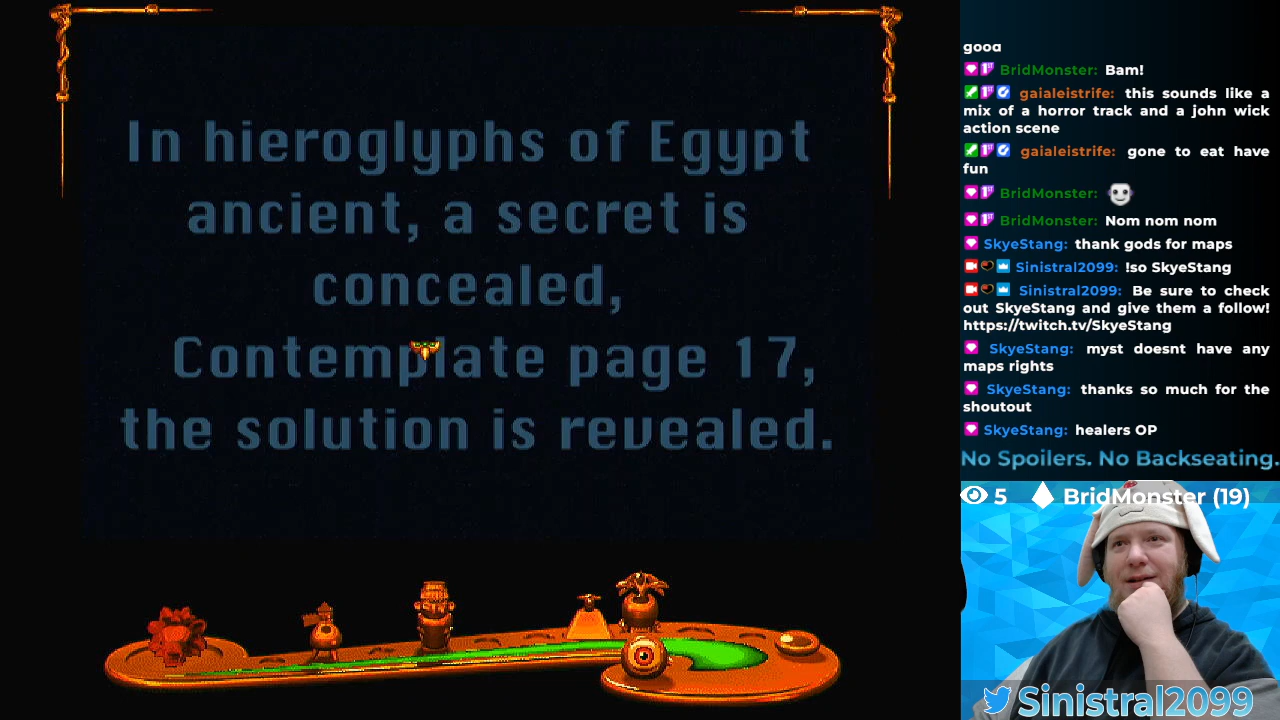 In hieroglyphs of Egypt
ancient, a secret is
concealed,
Contemplate page 17,
the solution is revealed.
good
BridMonster: Bam!
gaialeistrife: this sounds like a
mix of a horror track and a john wick
action scene
gaialeistrife: gone to eat have
fun
BridMonster:
BridMonster: Nom nom nom
SkyeStang: thank gods for maps
Sinistral2099: !so SkyeStang
Sinistral2099: Be sure to check
out SkyeStang and give them a follow!
https://twitch.tv/SkyeStang
SkyeStang: myst doesnt have any
maps rights
SkyeStang: thanks so much for the
shoutout
SkyeStang: healers OP
No Spoilers. No Backseating.
5 BridMonster (19)
Sinistral2099